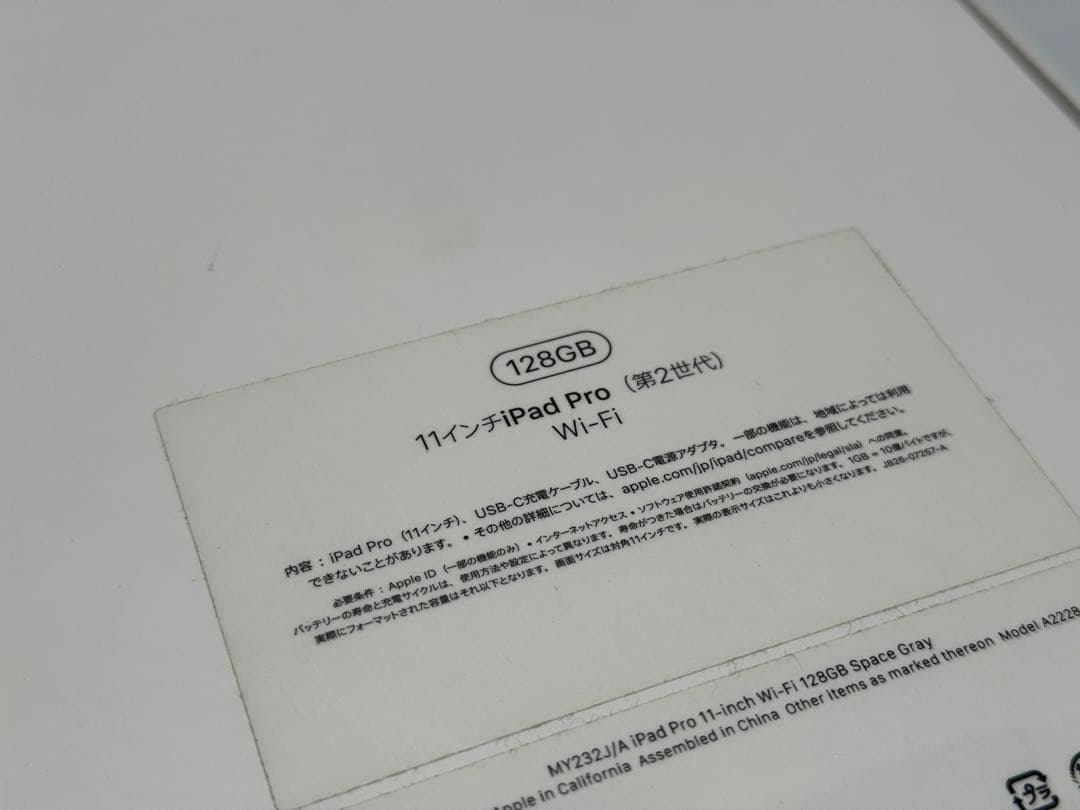 128GB
11インチiPad Pro（第2世代）
Wi-Fi
内容：iPad Pro（11インチ）、USB-C充電ケーブル、USB-C電源アダプタ。一部の機能は、地域によっては利用
できないことがあります。• その他の詳細については、apple.com/jp/ipad/compareを参照してください。
必要条件：Apple ID（一部の機能のみ）• インターネットアクセス • ソフトウェア使用許諾契約（apple.com/jp/legal/sla）への同意。
バッテリーの寿命と充電サイクルは、使用方法や設定によって異なります。寿命がつきた場合はバッテリーの交換が必要になります。1GB = 10億バイトですが、
実際にフォーマットされた容量はそれ以下となります。画面サイズは対角11インチです。実際の表示サイズはこれよりも小さくなります。J826-07257-A
MY232J/A iPad Pro 11-inch Wi-Fi 128GB Space Gray
Apple in California Assembled in China Other items as marked thereon Model A2228
プラ